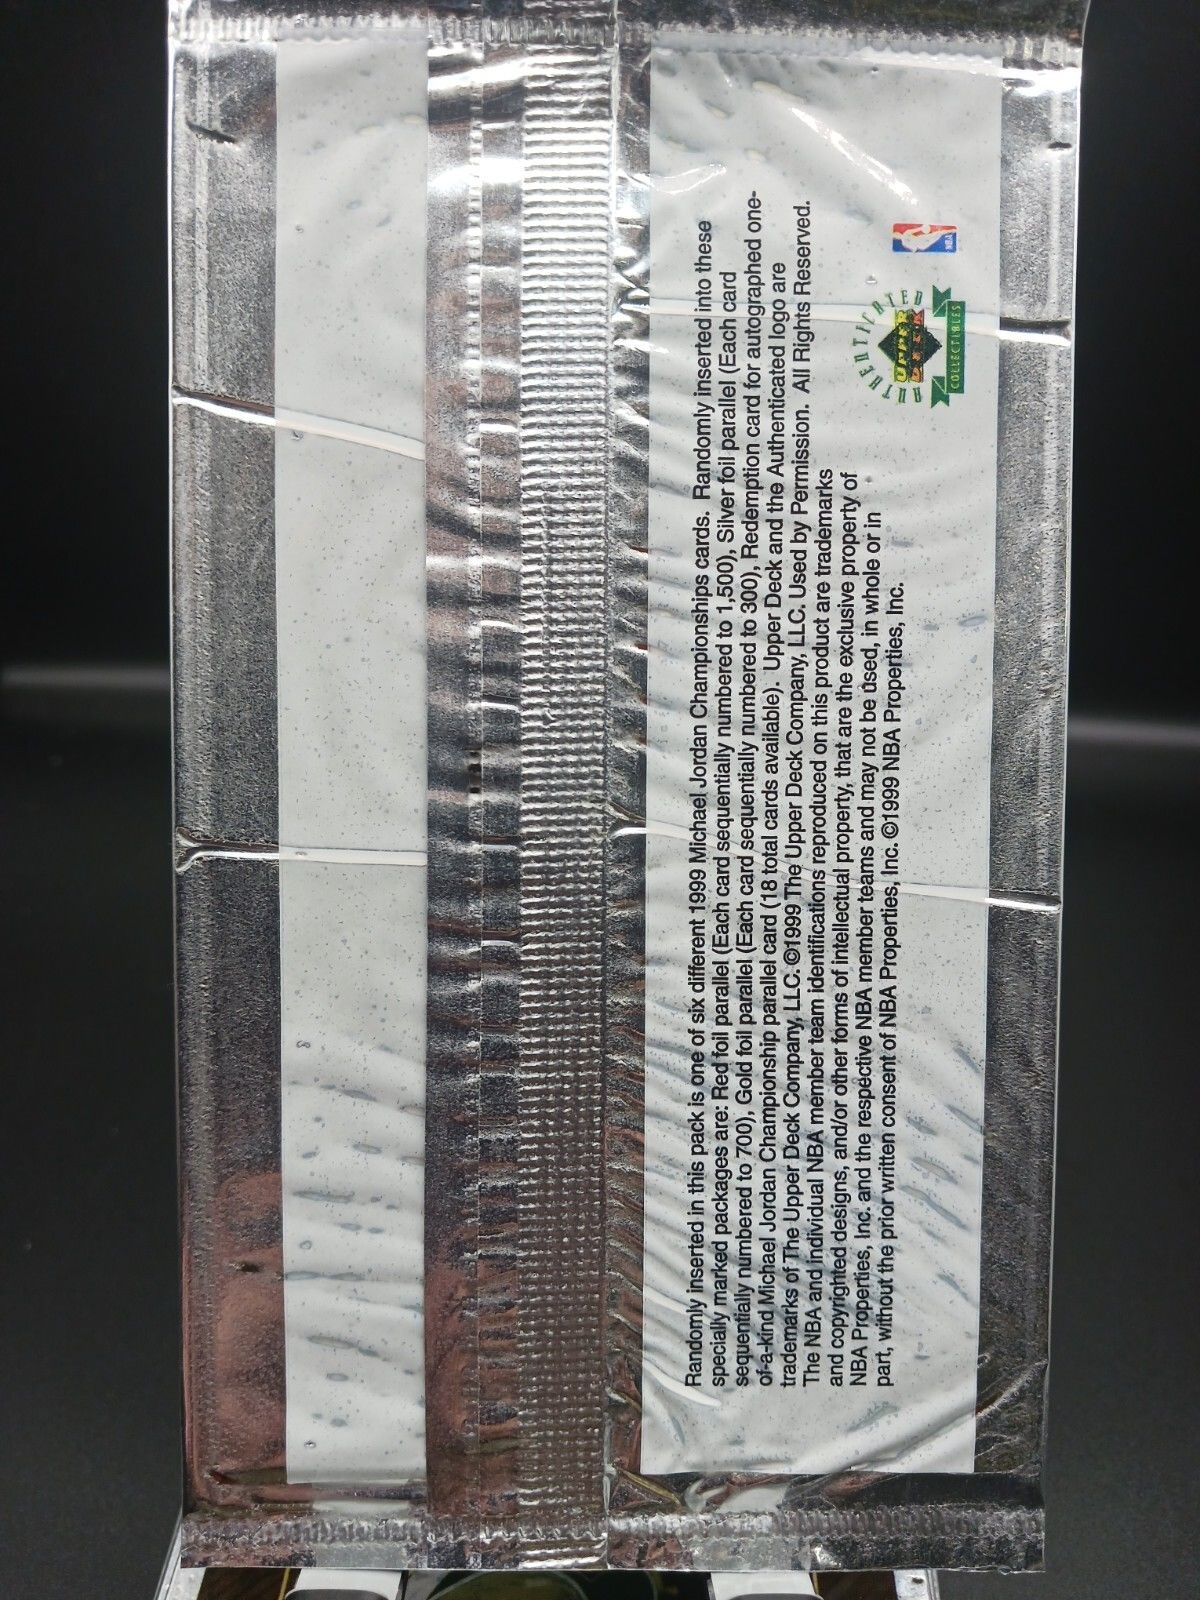 Randomly inserted in this pack is one of six different 1999 Michael Jordan Championships cards. Randomly inserted into these
specially marked packages are: Red foil parallel (Each card sequentially numbered to 1,500), Silver foil parallel (Each card
sequentially numbered to 700), Gold foil parallel (Each card sequentially numbered to 300), Redemption card for autographed one-
of-a-kind Michael Jordan Championship parallel card (18 total cards available). Upper Deck and the Authenticated logo are
trademarks of The Upper Deck Company, LLC. ©1999 The Upper Deck Company, LLC. Used by Permission. All Rights Reserved.
The NBA and individual NBA member team identifications reproduced on this product are trademarks
and copyrighted designs, and/or other forms of intellectual property, that are the exclusive property of
NBA Properties, Inc. and the respective NBA member teams and may not be used, in whole or in
part, without the prior written consent of NBA Properties, Inc. ©1999 NBA Properties, Inc.
AUTHENTICATED
UPPER
DECK
COLLECTIBLES
NBA